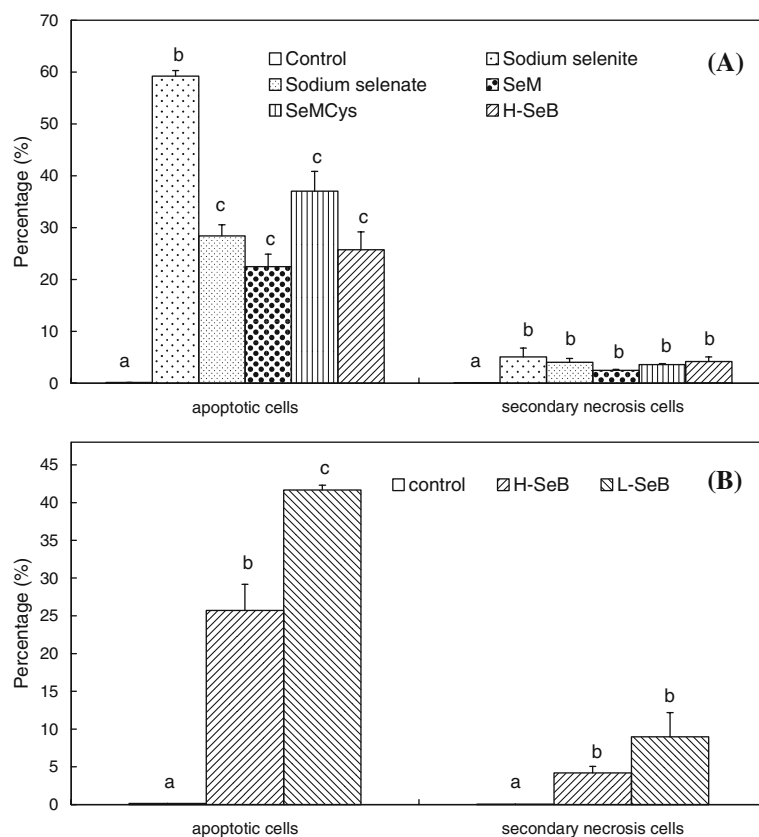 (A)
Control
Sodium selenite
Sodium selenate
SeM
SeMCys
H-SeB
Percentage (%)
70
60
50
40
30
20
10
0
a
b
c
c
c
c
a
b
b
b
b
b
apoptotic cells
secondary necrosis cells
(B)
control
H-SeB
L-SeB
Percentage (%)
45
40
35
30
25
20
15
10
5
0
a
b
c
a
b
b
apoptotic cells
secondary necrosis cells